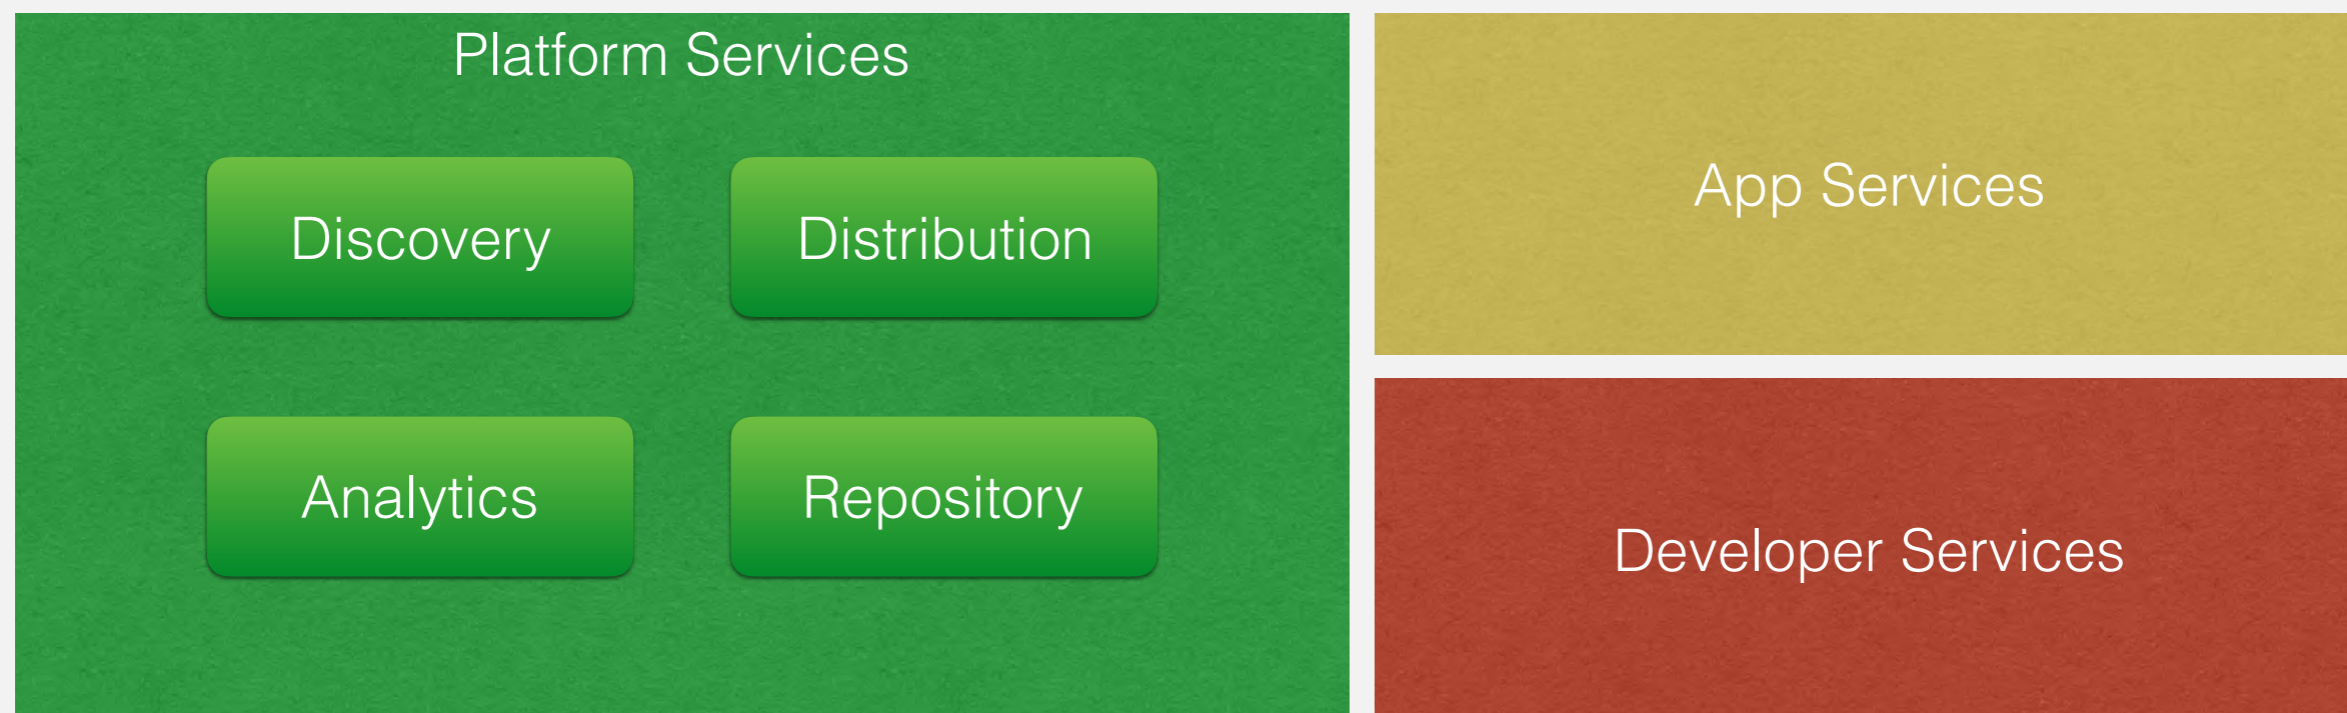 Platform Services
Discovery
Distribution
Analytics
Repository
App Services
Developer Services